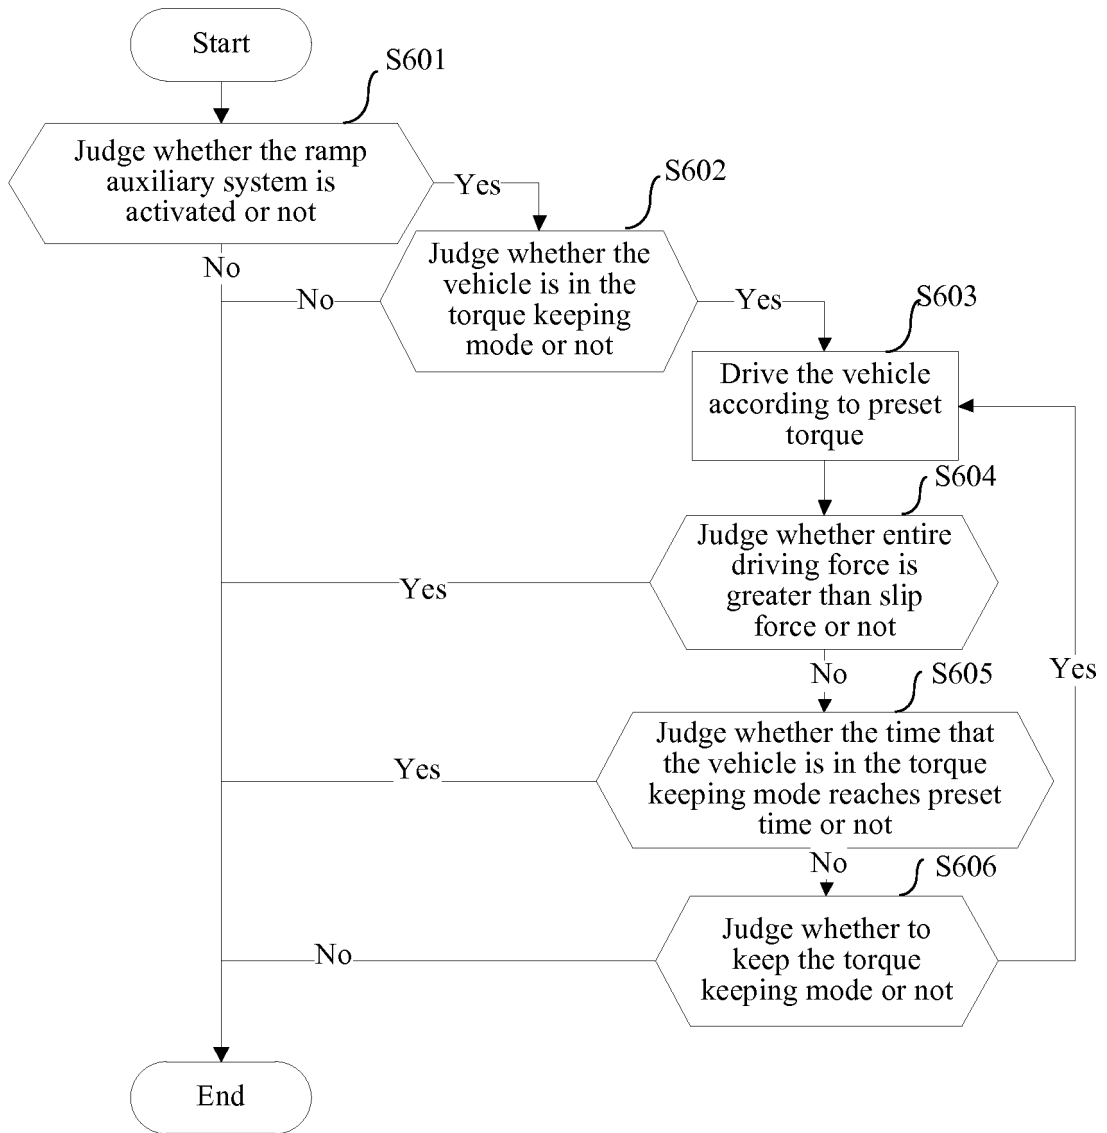 Start
S601
Judge whether the ramp
auxiliary system is
activated or not
Yes
S602
No
Judge whether the
vehicle is in the
torque keeping
mode or not
No
Yes
S603
Drive the vehicle
according to preset
torque
S604
Judge whether entire
driving force is
greater than slip
force or not
Yes
No
Yes
S605
Judge whether the time that
the vehicle is in the torque
keeping mode reaches preset
time or not
Yes
No
S606
Judge whether to
keep the torque
keeping mode or not
No
End